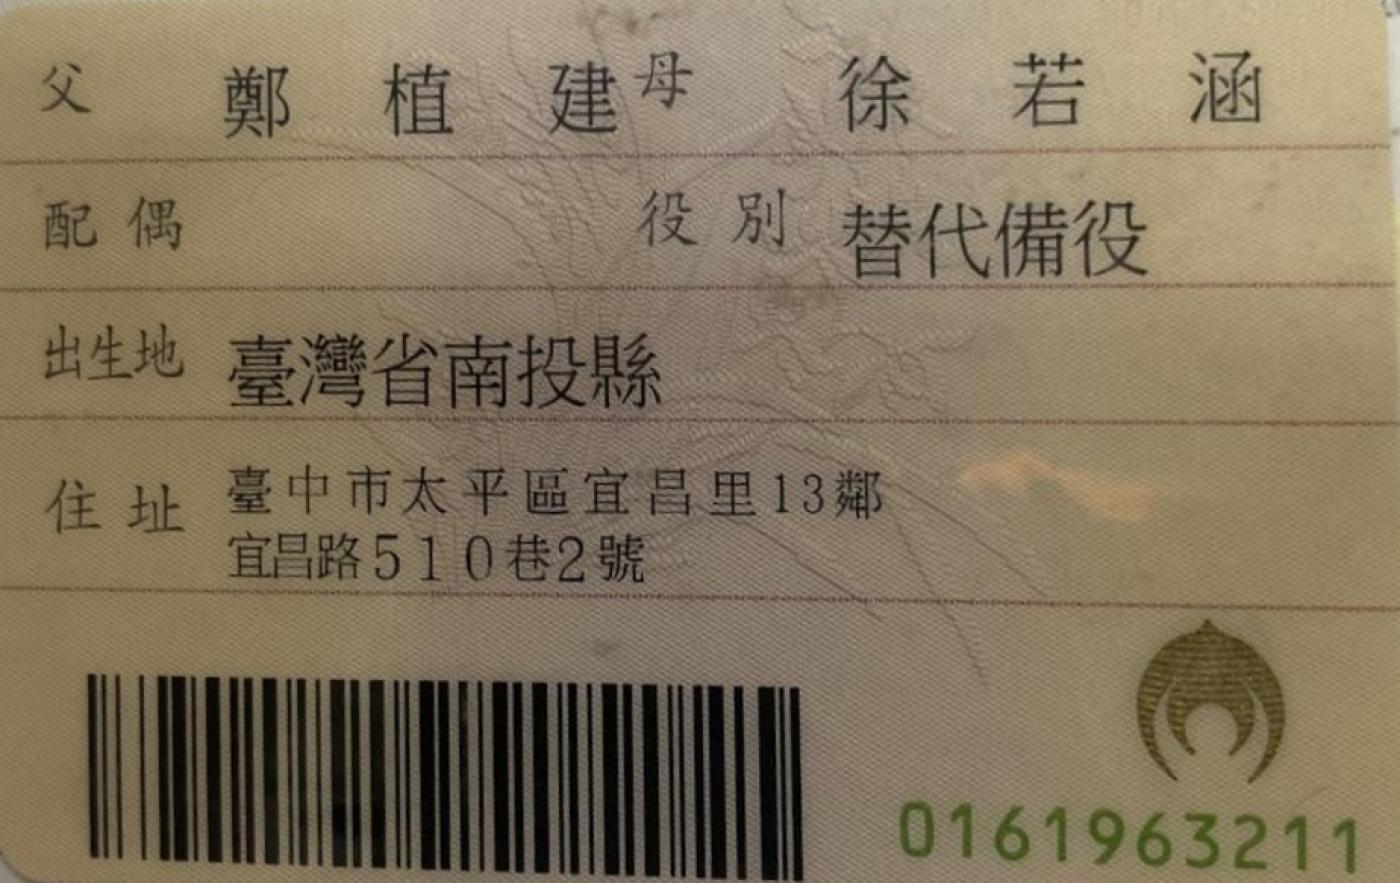 父 鄭植建 母 徐若涵
配偶 役別 替代備役
出生地 臺灣省南投縣
住址 臺中市太平區宜昌里13鄰
宜昌路510巷2號
0161963211